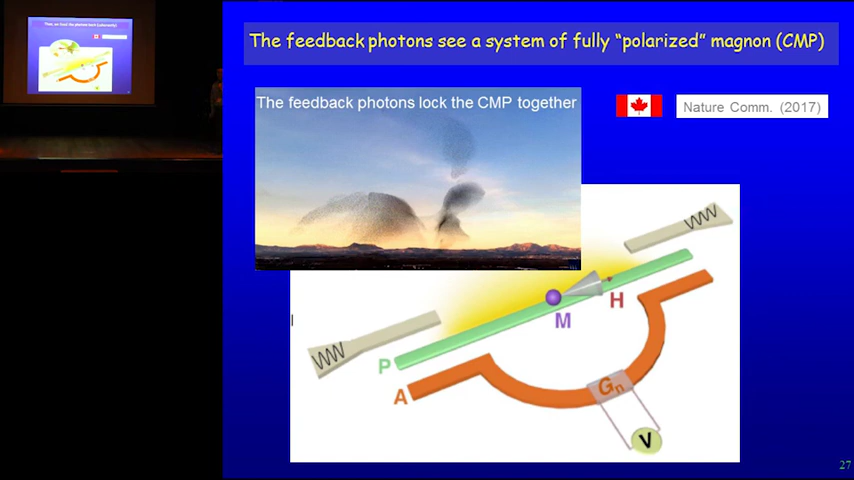 The feedback photons see a system of fully “polarized” magnon (CMP)
The feedback photons lock the CMP together
Nature Comm. (2017)
H
M
P
A
Gn
V
27